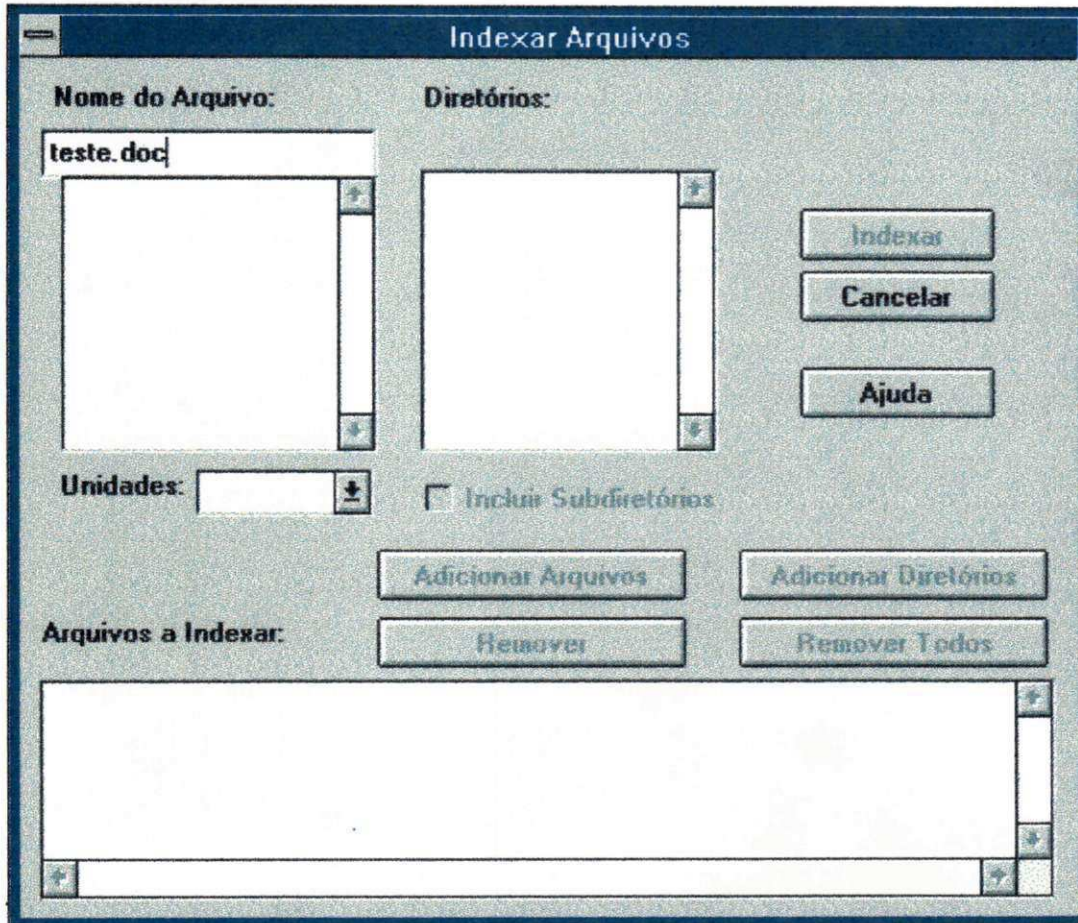 Indexar Arquivos
Nome do Arquivo:
Diretórios:
teste.doc
Indexar
Cancelar
Ajuda
Unidades:
Incluir Subdiretórios
Adicionar Arquivos
Adicionar Diretórios
Arquivos a Indexar:
Remover
Remover Todos